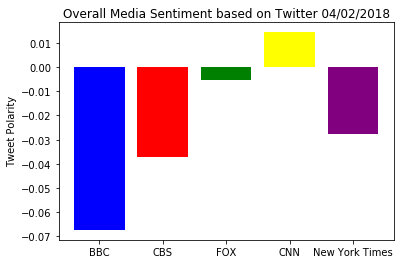 Overall Media Sentiment based on Twitter 04/02/2018
Tweet Polarity
0.01
0.00
−0.01
−0.02
−0.03
−0.04
−0.05
−0.06
−0.07
BBC
CBS
FOX
CNN
New York Times